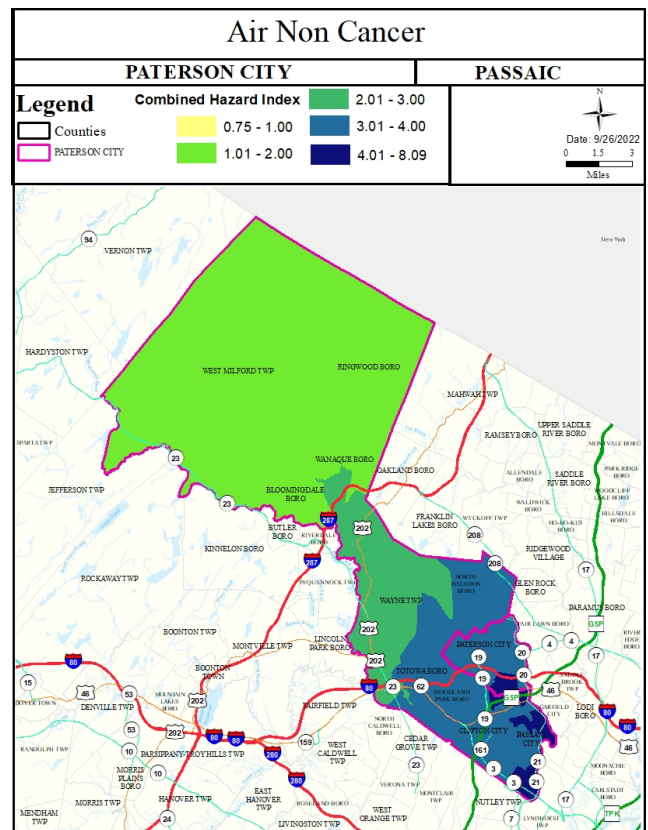 Air Non Cancer
PATERSON CITY
PASSAIC
Legend
Counties
PATERSON CITY
Combined Hazard Index
0.75 - 1.00
1.01 - 2.00
2.01 - 3.00
3.01 - 4.00
4.01 - 8.09
N
Date: 9/26/2022
0 1.5 3
Miles
New York
94
VERNON TWP
HARDYSTON TWP
WEST MILFORD TWP
RINGWOOD BORO
MAHWAH TWP
UPPER SADDLE
RIVER BORO
RAMSEY BORO
MONTVALE BORO
SPARTA TWP
23
WANAQUE BORO
OAKLAND BORO
ALLENDALE
BORO
SADDLE
RIVER BORO
PARK RIDGE
BORO
WOODCLIFF
LAKE BORO
JEFFERSON TWP
BLOOMINGDALE
BORO
23
WALDWICK
BORO
HILLSDALE
BORO
287
202
FRANKLIN
LAKES BORO
WYCKOFF TWP
HO-HO-KUS
BORO
BUTLER
BORO
RIVERDALE
BORO
208
RIDGEWOOD
VILLAGE
KINNELON BORO
287
208
17
ROCKAWAY TWP
PEQUANNOCK TWP
NORTH
HALEDON
BORO
GLEN ROCK
BORO
WAYNE TWP
PARAMUS BORO
FAIR LAWN BORO
GSP
BOONTON TWP
202
LINCOLN
PARK BORO
PATERSON CITY
4
4
RIVER
EDGE
BORO
MONTVILLE TWP
19
20
17
80
BOONTON
TOWN
202
TOTOWA BORO
19
20
SADDLE
BROOK
TWP
15
46
53
80
23
62
WOODLAND
PARK BORO
GSP
46
DOVER TOWN
DENVILLE TWP
MOUNTAIN
LAKES
BORO
202
FAIRFIELD TWP
GARFIELD
CITY
LODI
BORO
80
80
53
202
80
80
159
NORTH
CALDWELL
BORO
CEDAR
GROVE TWP
19
CLIFTON CITY
PASSAIC
CITY
46
RANDOLPH TWP
10
PARSIPPANY-TROY HILLS TWP
WEST
CALDWELL
TWP
161
MOONACHIE
BORO
MORRIS
PLAINS
BORO
10
280
23
3
21
VERONA TWP
MONTCLAIR
TWP
3
21
CARLSTADT
BORO
MORRIS TWP
HANOVER TWP
EAST
HANOVER
TWP
280
ROSELAND BORO
NUTLEY TWP
17
MENDHAM
TWP
24
LIVINGSTON TWP
WEST
ORANGE TWP
7
LYNDHURST
TWP
TPK